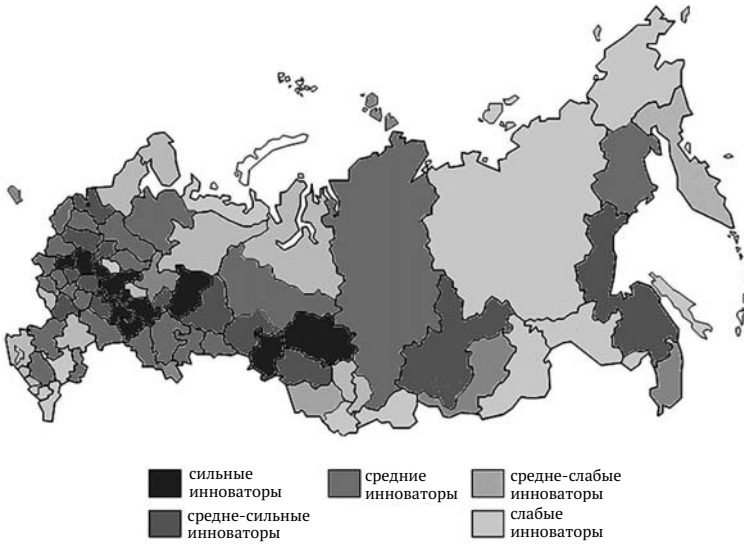 сильные
инноваторы
средние
инноваторы
средне-слабые
инноваторы
средне-сильные
инноваторы
слабые
инноваторы